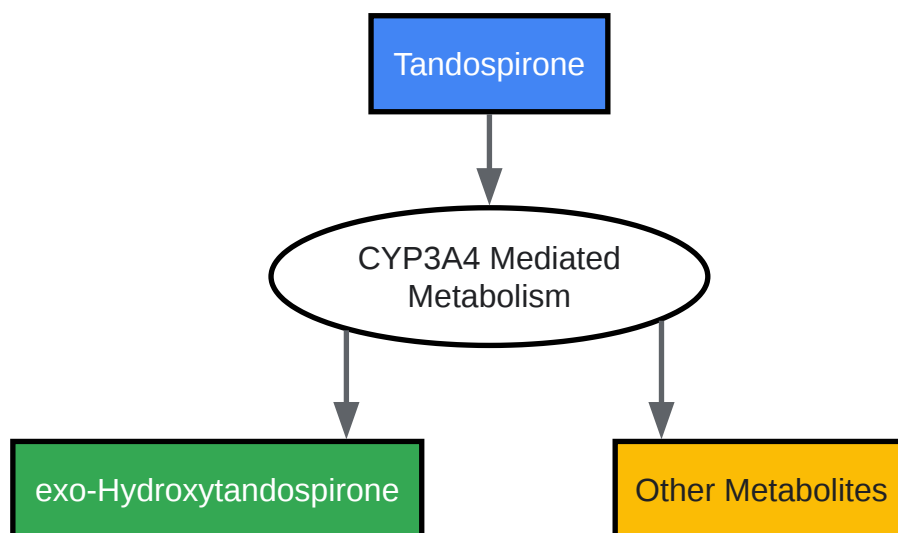 Tandospirone
CYP3A4 Mediated
Metabolism
exo-Hydroxytandospirone
Other Metabolites